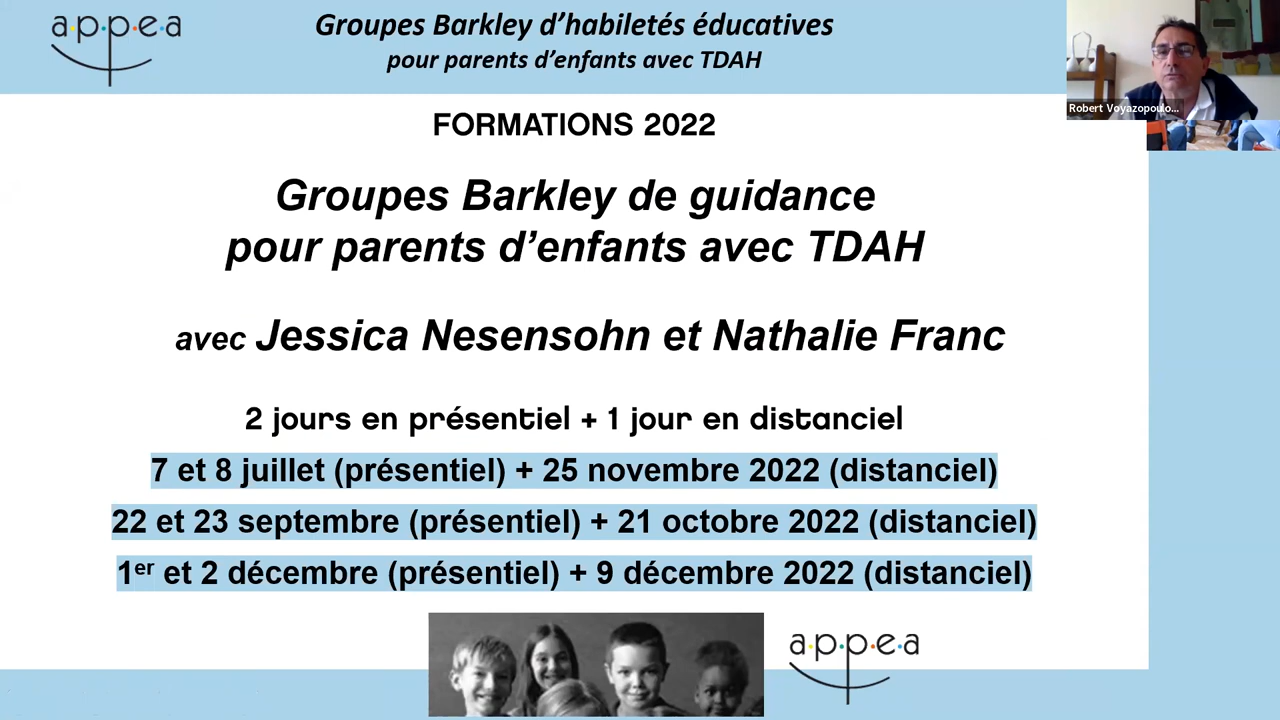 a·p·p·e·a
Groupes Barkley d’habiletés éducatives
pour parents d’enfants avec TDAH
Robert Voyazopoulo...
FORMATIONS 2022
Groupes Barkley de guidance
pour parents d’enfants avec TDAH
avec Jessica Nesensohn et Nathalie Franc
2 jours en présentiel + 1 jour en distanciel
7 et 8 juillet (présentiel) + 25 novembre 2022 (distanciel)
22 et 23 septembre (présentiel) + 21 octobre 2022 (distanciel)
1er et 2 décembre (présentiel) + 9 décembre 2022 (distanciel)
a·p·p·e·a